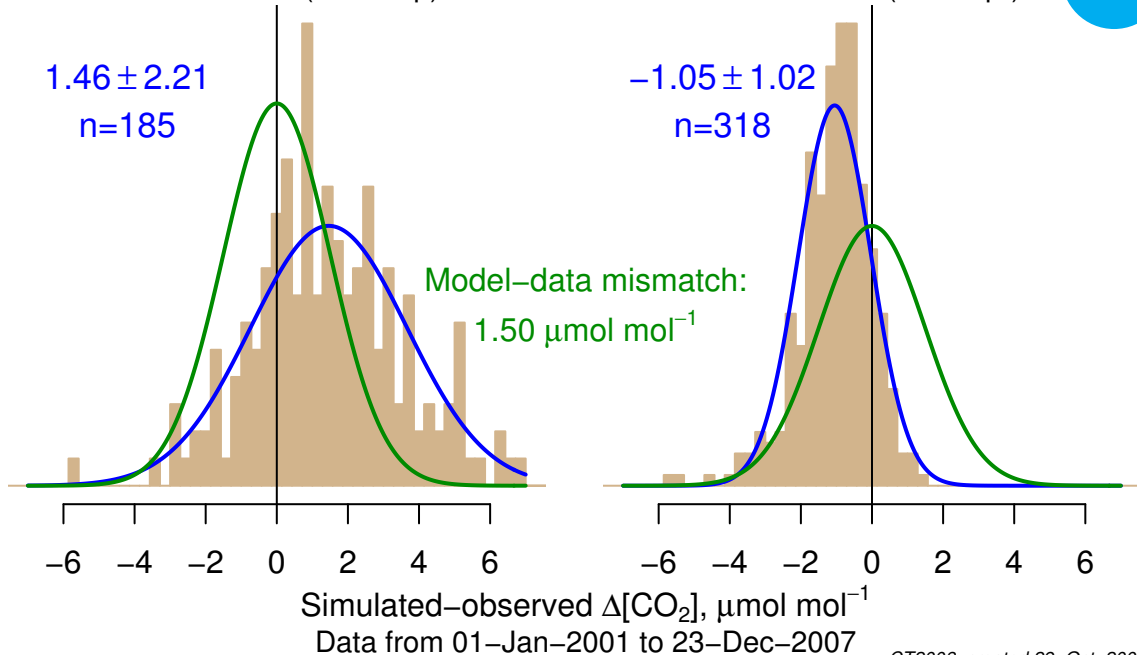 1.46 ± 2.21
n=185
−1.05 ± 1.02
n=318
Model−data mismatch:
1.50 μmol mol⁻¹
−6 −4 −2 0 2 4 6
−6 −4 −2 0 2 4 6
Simulated−observed Δ[CO₂], μmol mol⁻¹
Data from 01−Jan−2001 to 23−Dec−2007